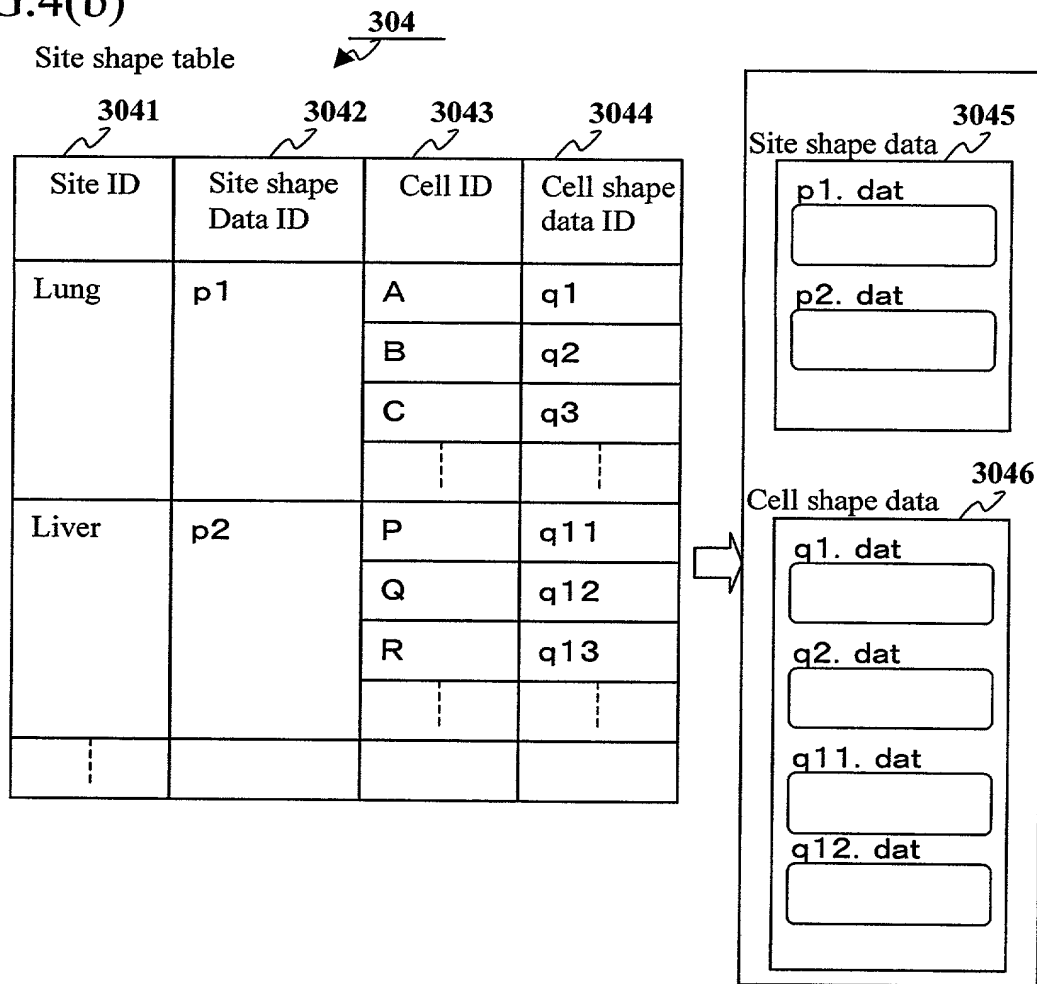 G.4(b)
304
Site shape table
3041
3042
3043
3044
Site ID
Site shape
Data ID
Cell ID
Cell shape
data ID
Lung
p1
A
q1
B
q2
C
q3
Liver
p2
P
q11
Q
q12
R
q13
3045
Site shape data
p1. dat
p2. dat
3046
Cell shape data
q1. dat
q2. dat
q11. dat
q12. dat